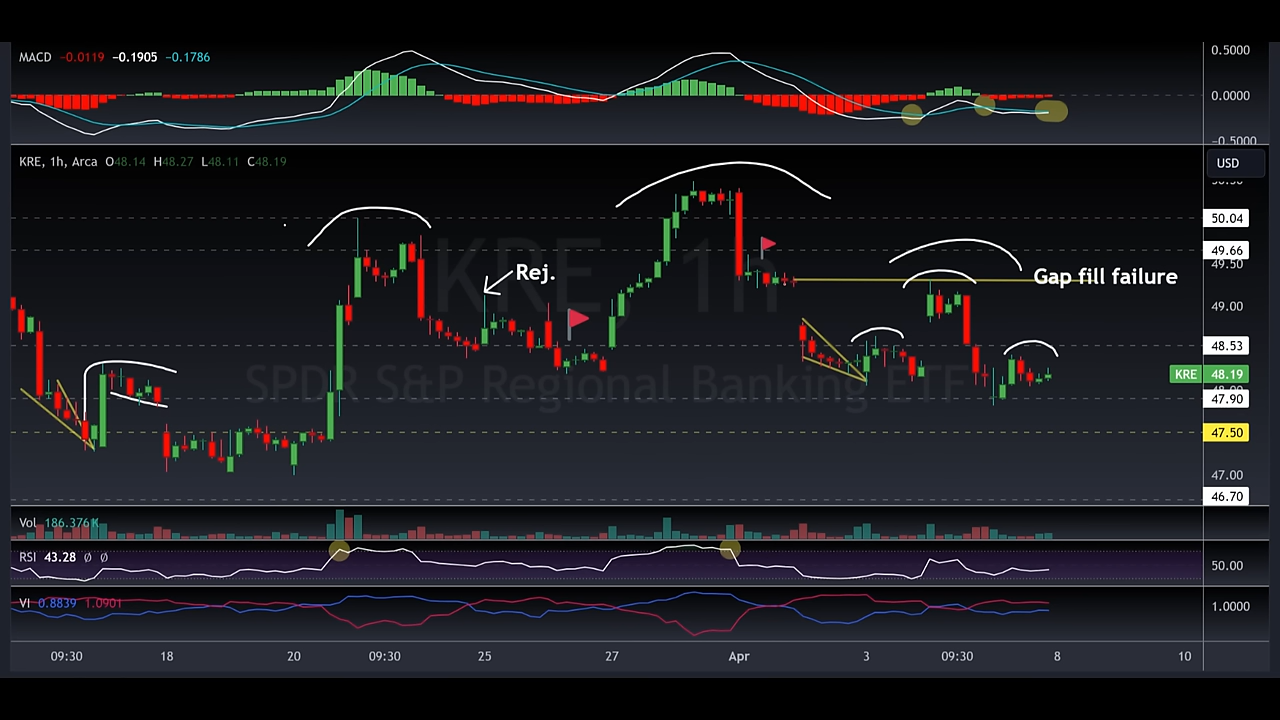 MACD -0.0119 -0.1905 -0.1786
0.5000
0.0000
-0.5000
KRE, 1h, Arca O48.14 H48.27 L48.11 C48.19
USD
50.04
49.66
49.50
Rej.
Gap fill failure
49.00
48.53
KRE 48.19
48.00
47.90
47.50
47.00
46.70
KRE, 1h
SPDR S&P Regional Banking ETF
Vol 186.376K
RSI 43.28 Ø Ø
50.00
VI 0.8839 1.0901
1.0000
09:30 18 20 09:30 25 27 Apr 3 09:30 8 10